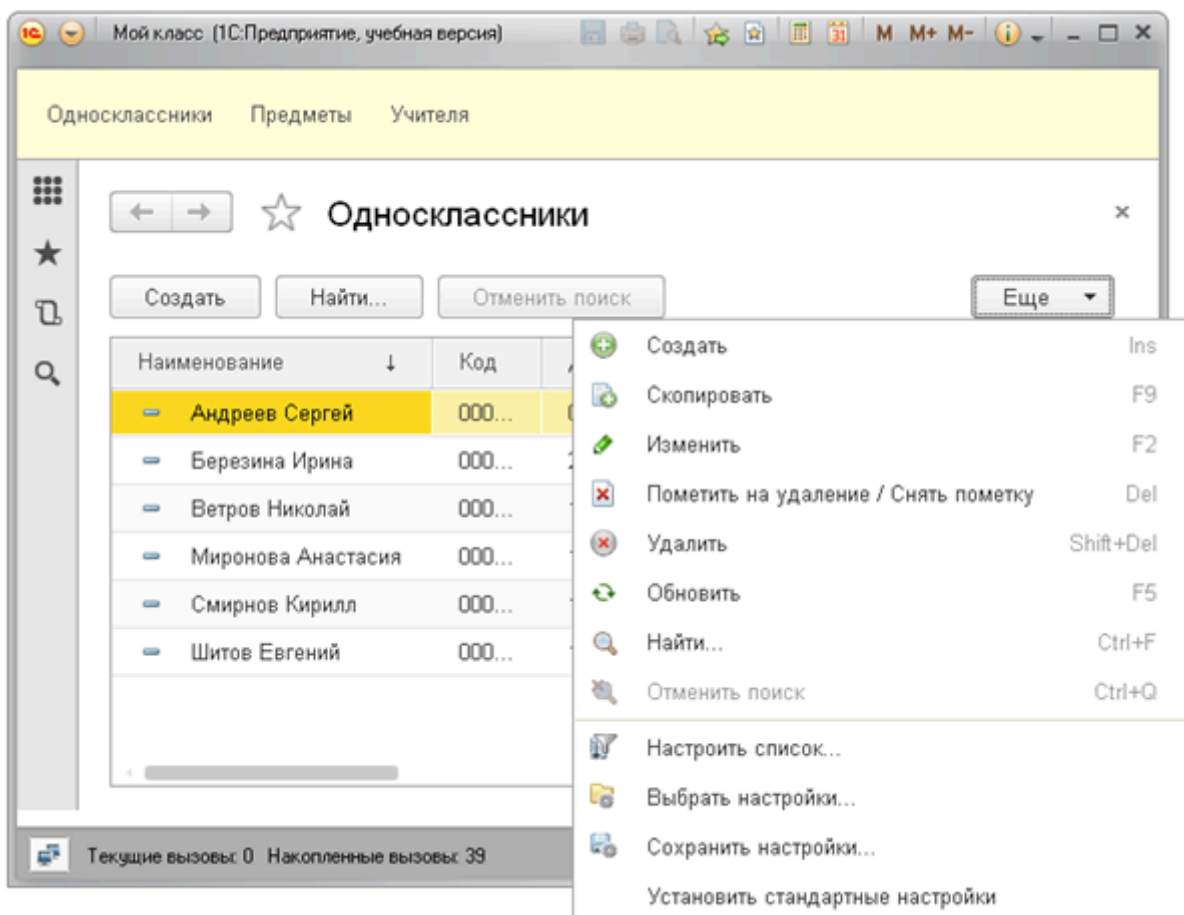 Мой класс (1С:Предприятие, учебная версия) 31 M M+ M-
Одноклассники Предметы Учителя
Одноклассники
Создать Найти... Отменить поиск Еще
Наименование ↓ Код
Андреев Сергей 000...
Березина Ирина 000...
Ветров Николай 000...
Миронова Анастасия 000...
Смирнов Кирилл 000...
Шитов Евгений 000...
Создать Ins
Скопировать F9
Изменить F2
Пометить на удаление / Снять пометку Del
Удалить Shift+Del
Обновить F5
Найти... Ctrl+F
Отменить поиск Ctrl+Q
Настроить список...
Выбрать настройки...
Сохранить настройки...
Установить стандартные настройки
Текущие вызовы: 0 Накопленные вызовы: 39